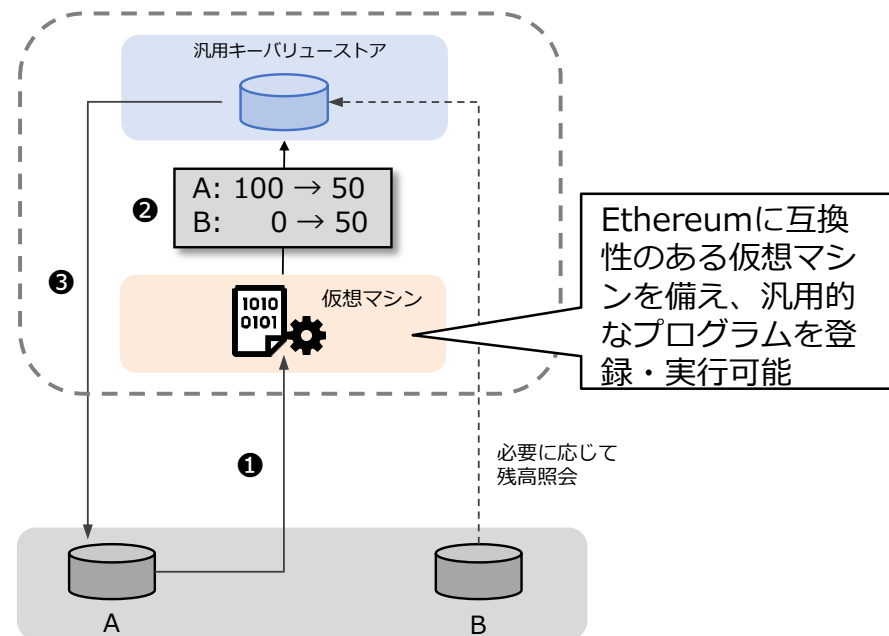 汎用キーバリューストア
A: 100 → 50
B: 0 → 50
❷
❸
仮想マシン
1010
0101
Ethereumに互換
性のある仮想マシ
ンを備え、汎用的
なプログラムを登
録・実行可能
❶
必要に応じて
残高照会
A
B